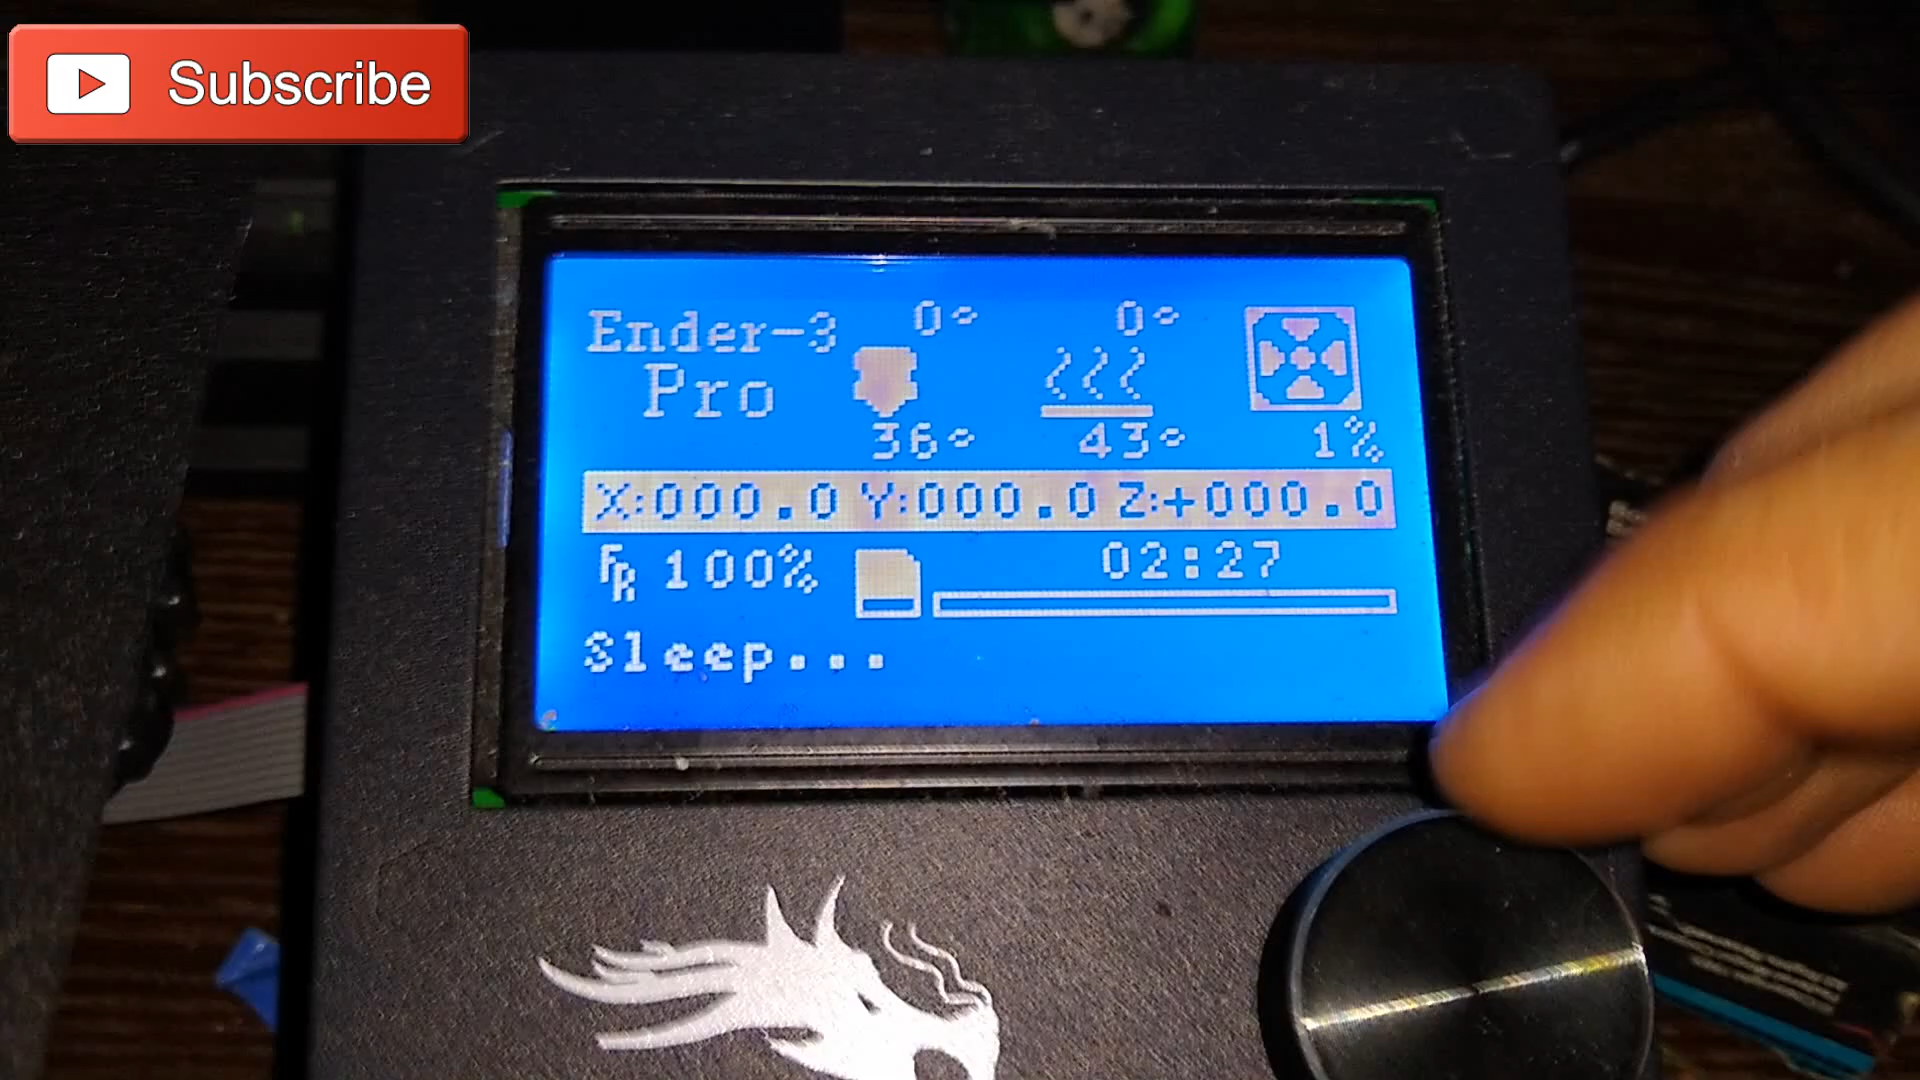 Subscribe
Ender-3
Pro
0° 0°
36° 43° 1%
X:000.0 Y:000.0 Z:+000.0
FR 100% 02:27
Sleep...